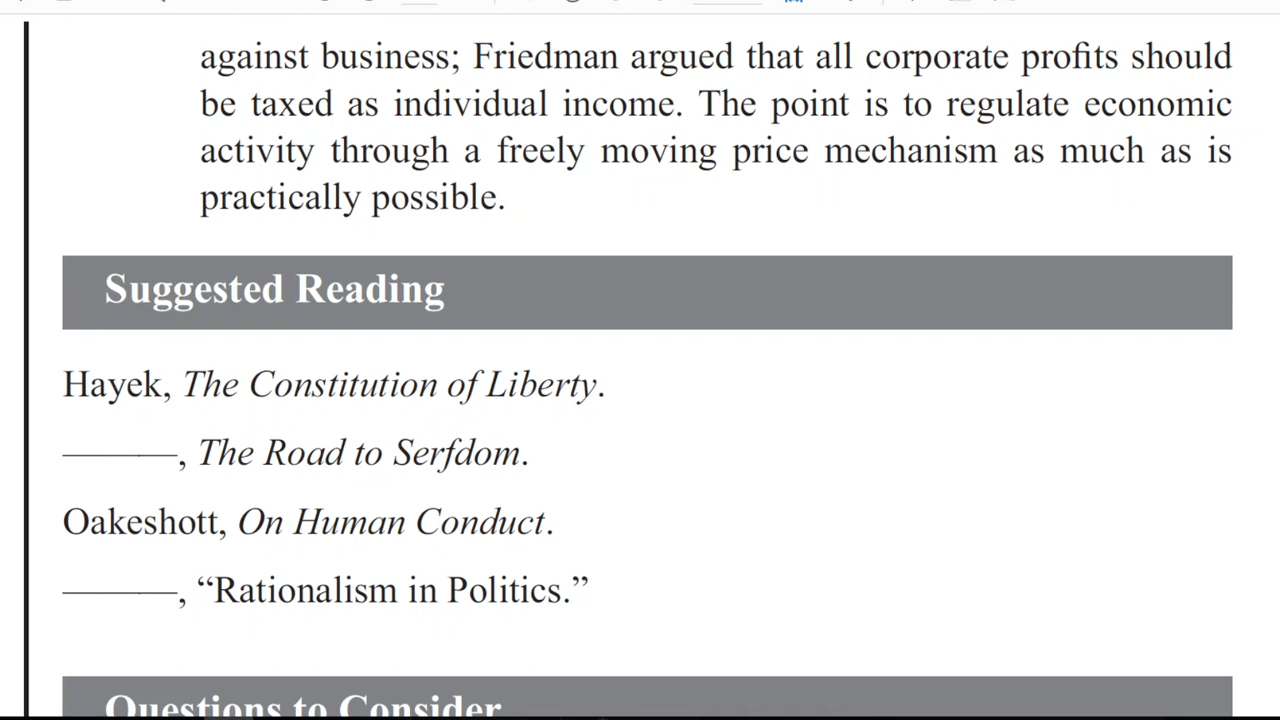 against business; Friedman argued that all corporate profits should
be taxed as individual income. The point is to regulate economic
activity through a freely moving price mechanism as much as is
practically possible.
Suggested Reading
Hayek, The Constitution of Liberty.
———, The Road to Serfdom.
Oakeshott, On Human Conduct.
———, “Rationalism in Politics.”
Questions to Consider